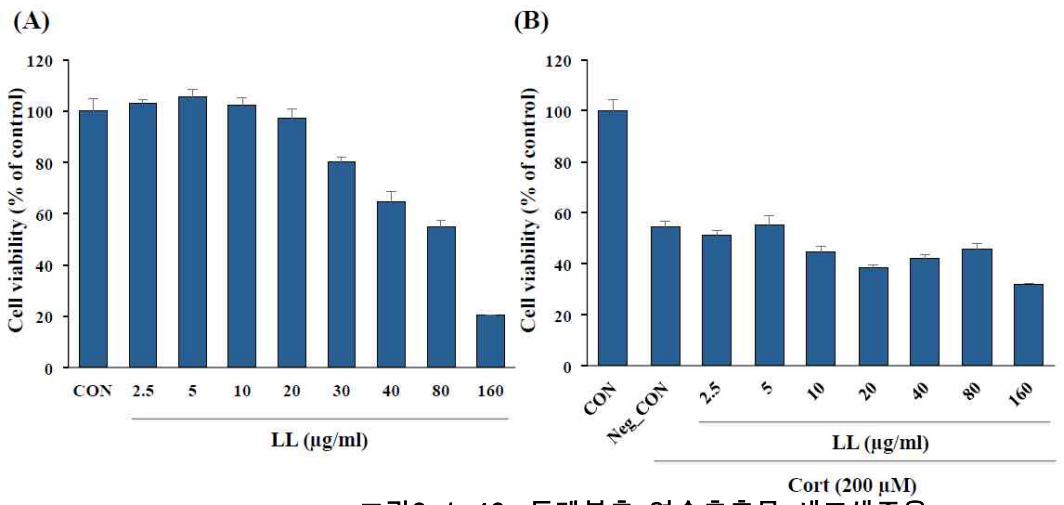 (A)
(B)
Cell viability (% of control)
120
100
80
60
40
20
0
CON 2.5 5 10 20 30 40 80 160
LL (μg/ml)
Cell viability (% of control)
120
100
80
60
40
20
0
CON Neg_CON 2.5 5 10 20 40 80 160
LL (μg/ml)
Cort (200 μM)